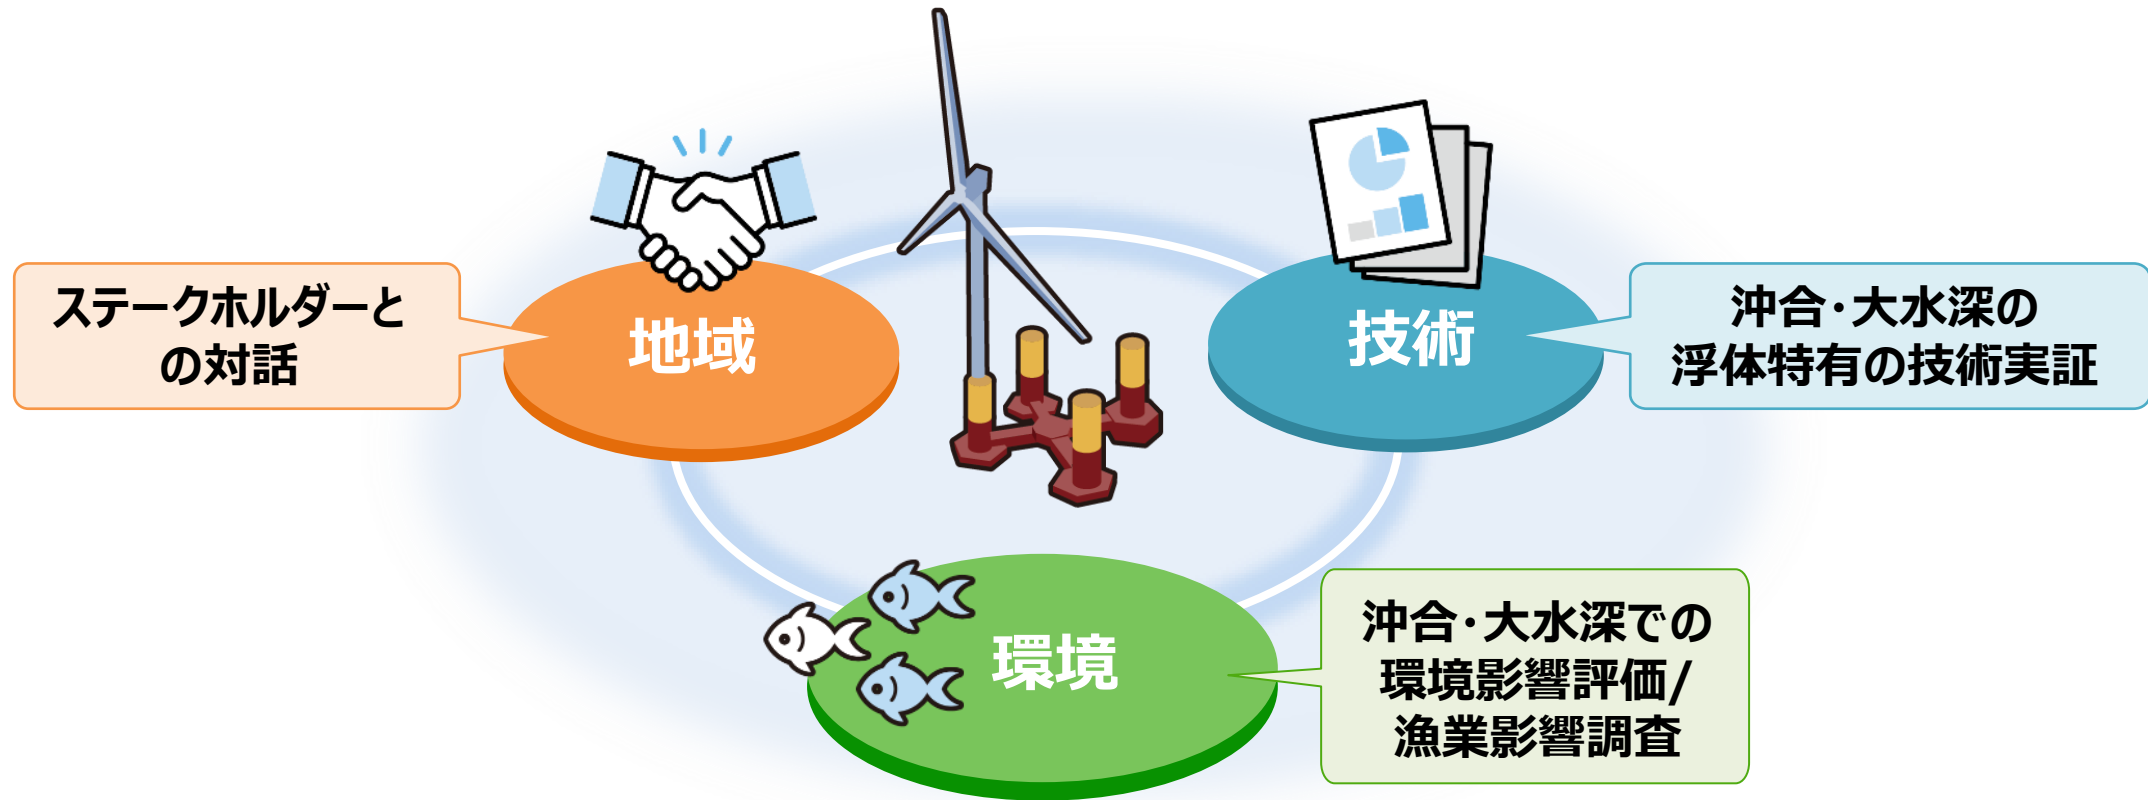 ステークホルダーと
の対話
地域
技術
沖合・大水深の
浮体特有の技術実証
環境
沖合・大水深での
環境影響評価/
漁業影響調査